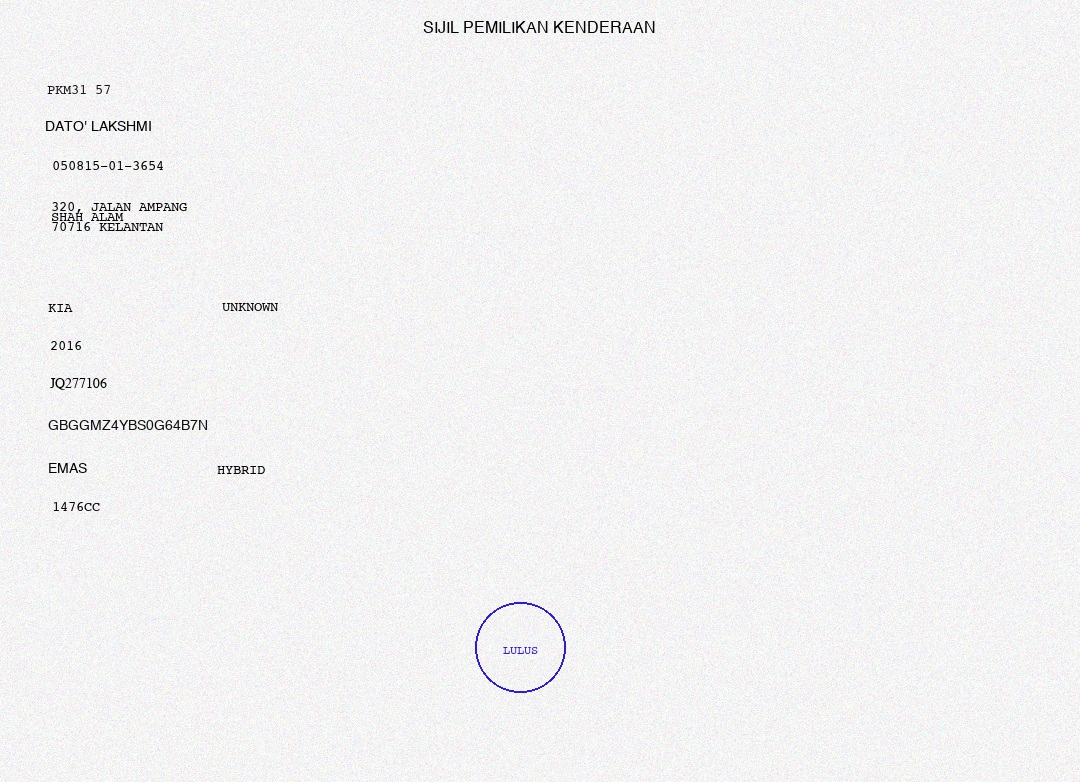 SIJIL PEMILIKAN KENDERAAN
PKM31 57
DATO' LAKSHMI
050815-01-3654
320, JALAN AMPANG
SHAH ALAM
70716 KELANTAN
KIA UNKNOWN
2016
JQ277106
GBGGMZ4YBS0G64B7N
EMAS HYBRID
1476CC
LULUS